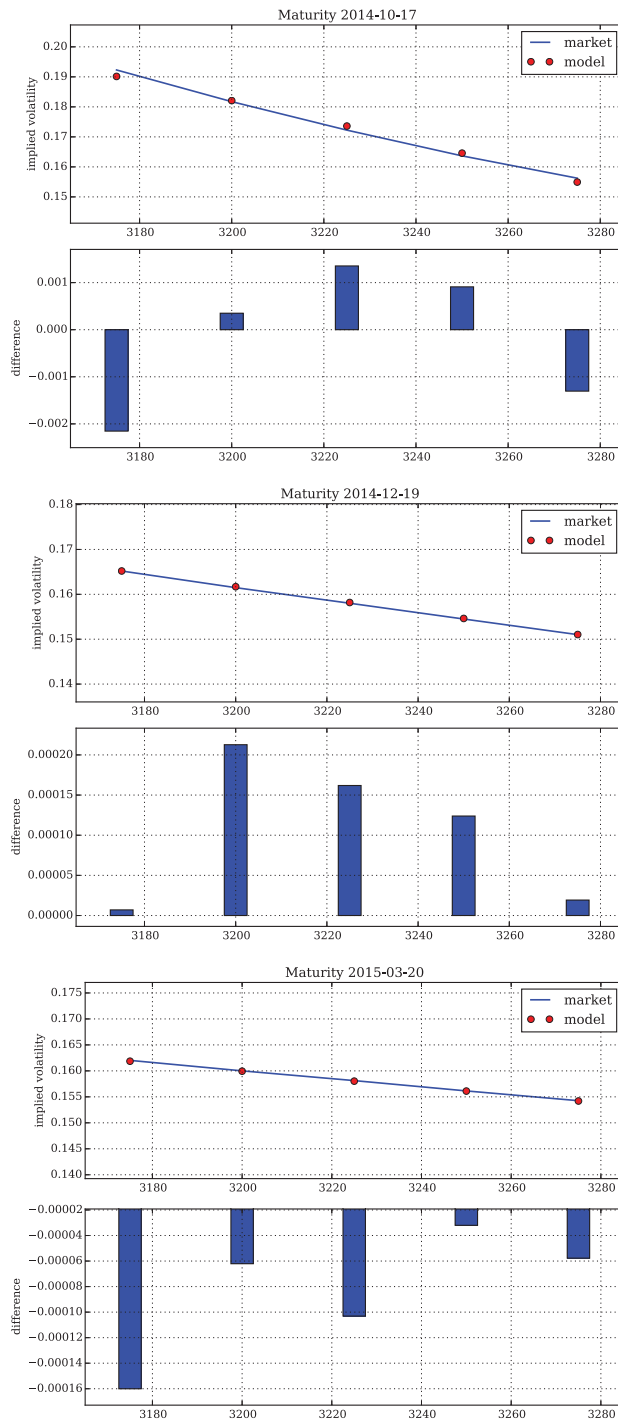 Maturity 2014-10-17
0.20
0.19
0.18
0.17
0.16
0.15
implied volatility
market
model
3180 3200 3220 3240 3260 3280
0.001
0.000
−0.001
−0.002
difference
3180 3200 3220 3240 3260 3280
Maturity 2014-12-19
0.18
0.17
0.16
0.15
0.14
implied volatility
market
model
3180 3200 3220 3240 3260 3280
0.00020
0.00015
0.00010
0.00005
0.00000
difference
3180 3200 3220 3240 3260 3280
Maturity 2015-03-20
0.175
0.170
0.165
0.160
0.155
0.150
0.145
0.140
implied volatility
market
model
3180 3200 3220 3240 3260 3280
−0.00002
−0.00004
−0.00006
−0.00008
−0.00010
−0.00012
−0.00014
−0.00016
difference
3180 3200 3220 3240 3260 3280